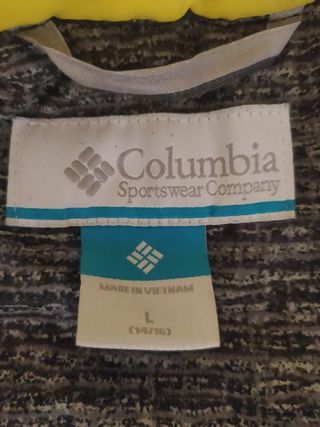 Columbia
Sportswear Company
MADE IN VIETNAM
L
(14/16)